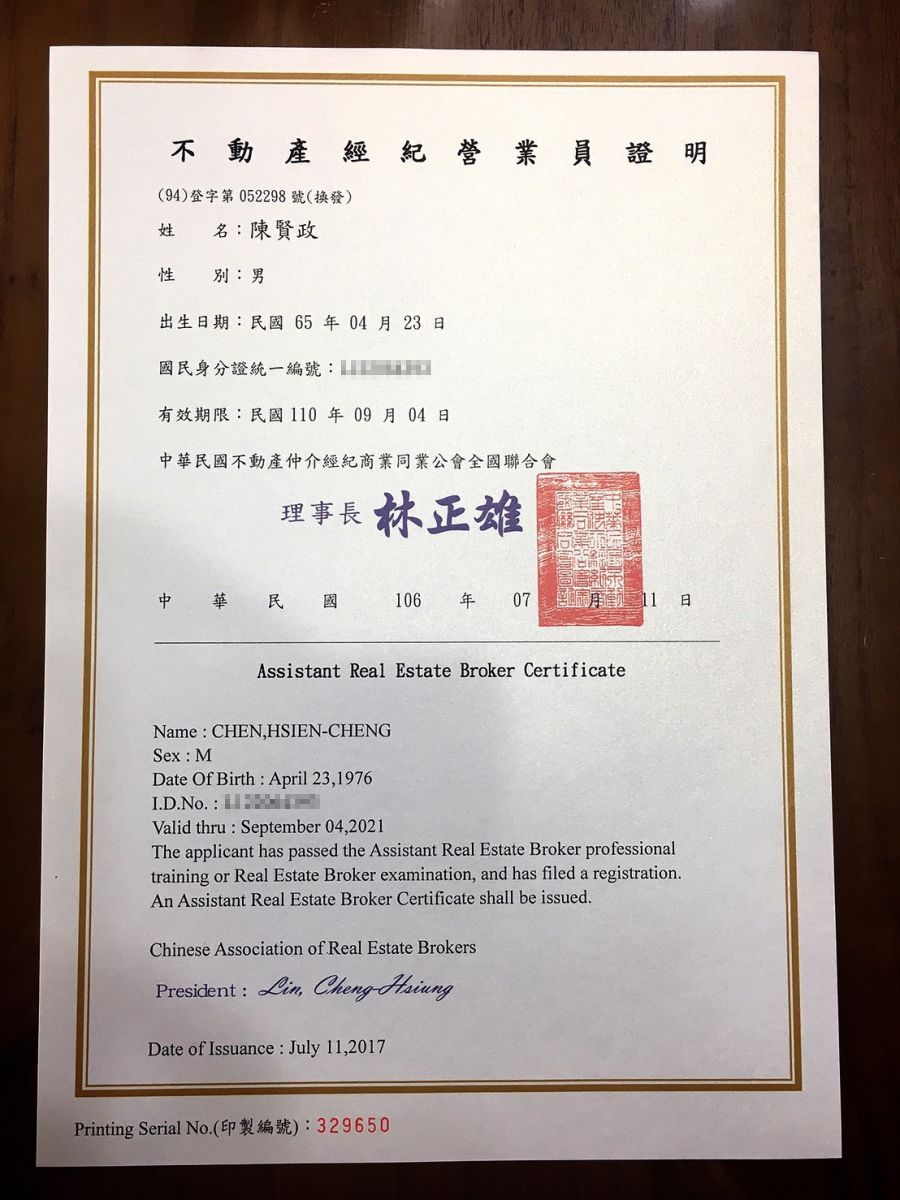 不動產經紀營業員證明
(94)登字第 052298 號(換發)
姓 名：陳賢政
性 別：男
出生日期：民國 65 年 04 月 23 日
國民身分證統一編號：
有效期限：民國 110 年 09 月 04 日
中華民國不動產仲介經紀商業同業公會全國聯合會
理事長 林正雄
中 華 民 國 106 年 07 月 11 日
Assistant Real Estate Broker Certificate
Name : CHEN,HSIEN-CHENG
Sex : M
Date Of Birth : April 23,1976
I.D.No. :
Valid thru : September 04,2021
The applicant has passed the Assistant Real Estate Broker professional
training or Real Estate Broker examination, and has filed a registration.
An Assistant Real Estate Broker Certificate shall be issued.
Chinese Association of Real Estate Brokers
President : Lin, Cheng-Hsiung
Date of Issuance : July 11,2017
Printing Serial No.(印製編號)：329650